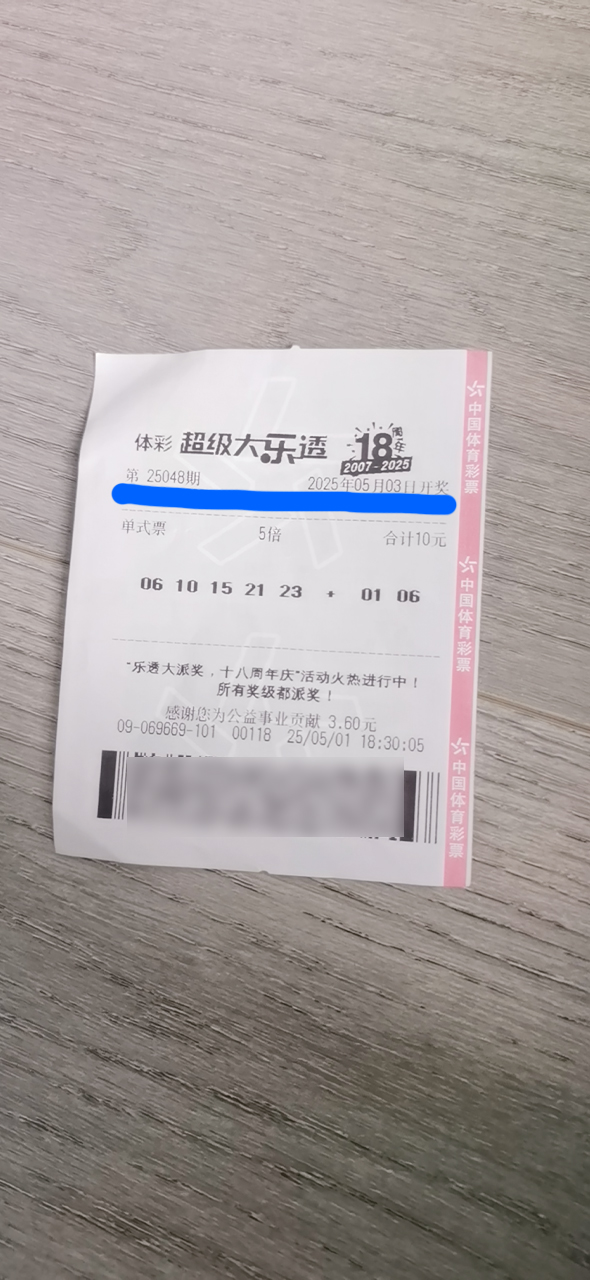 体彩 超级大乐透 18周年
2007-2025
第 25048期 2025年05月03日开奖
单式票 5倍 合计10元
06 10 15 21 23 + 01 06
"乐透大派奖，十八周年庆"活动火热进行中！
所有奖级都派奖！
感谢您为公益事业贡献 3.60元
09-069669-101 00118 25/05/01 18:30:05
中国体育彩票
中国体育彩票
中国体育彩票